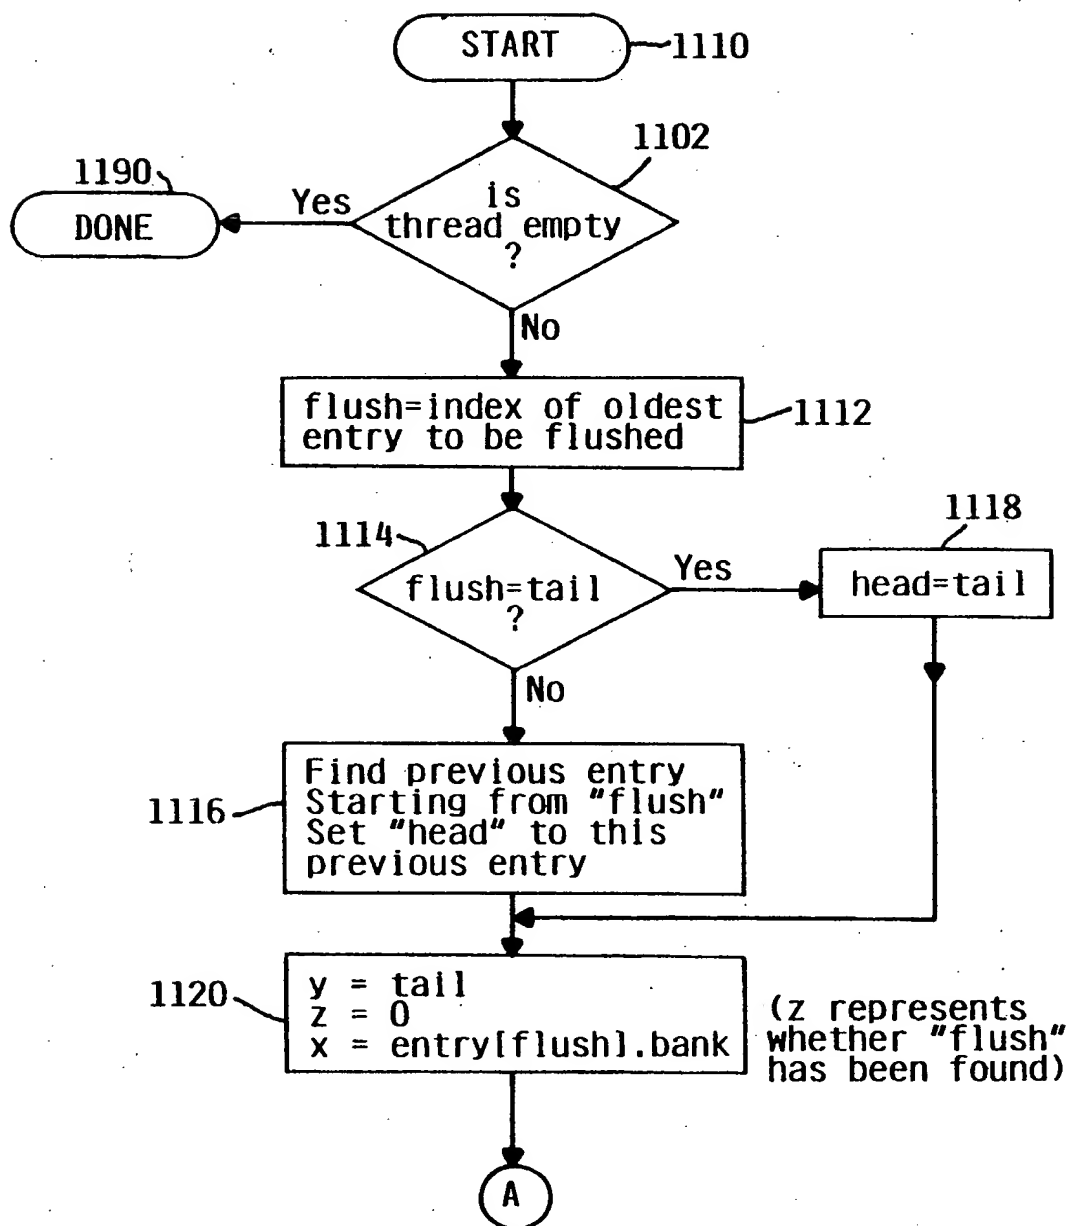 START
1110
1102
1190
is
thread empty
?
Yes
DONE
No
flush=index of oldest
entry to be flushed
1112
1114
1118
flush=tail
?
Yes
head=tail
No
Find previous entry
Starting from "flush"
Set "head" to this
previous entry
1116
1120
y = tail
z = 0
x = entry[flush].bank
(z represents
whether "flush"
has been found)
A